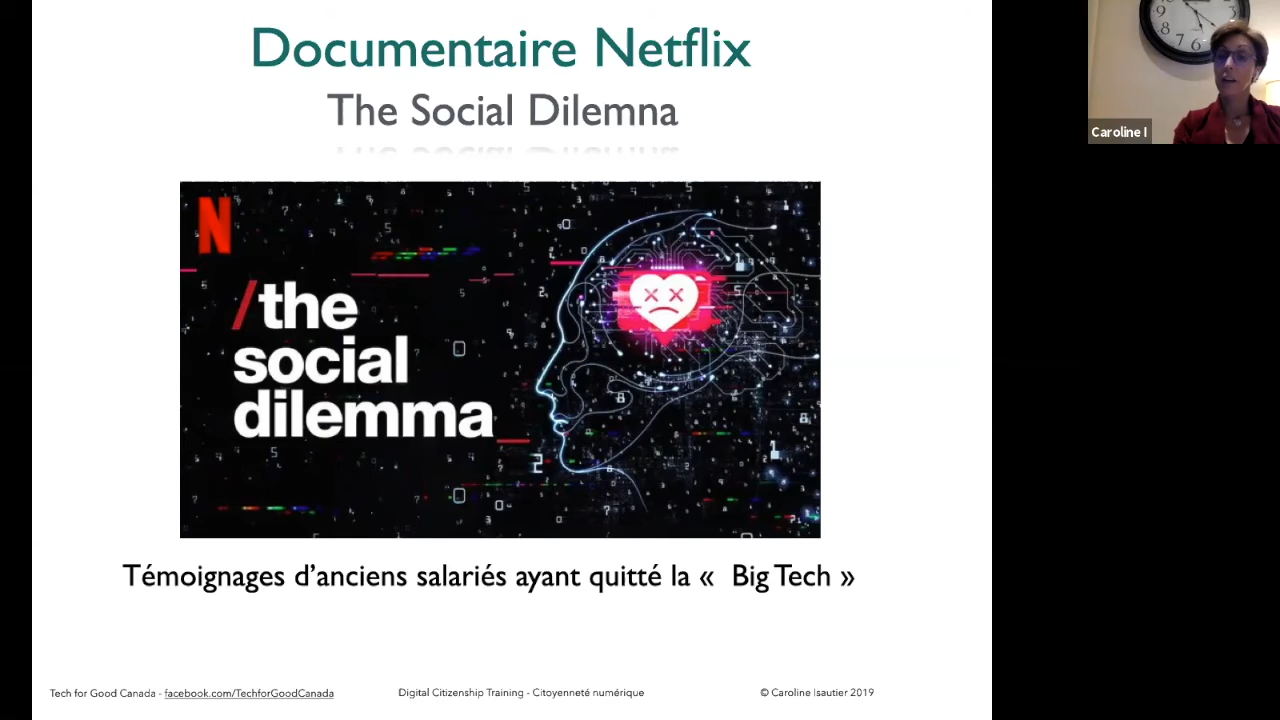 Documentaire Netflix
The Social Dilemna
N
/the
social
dilemma_
Témoignages d’anciens salariés ayant quitté la «  Big Tech »
Tech for Good Canada - facebook.com/TechforGoodCanada
Digital Citizenship Training - Citoyenneté numérique
© Caroline Isautier 2019
Caroline I